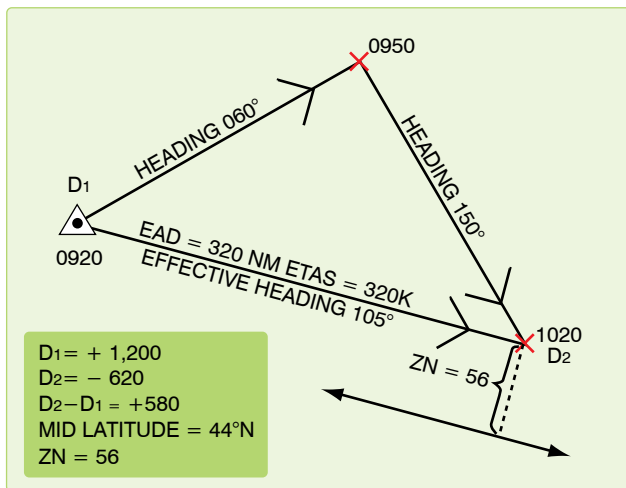 0950
HEADING 060°
HEADING 150°
D1
0920
EAD = 320 NM ETAS = 320K
EFFECTIVE HEADING 105°
1020
D2
ZN = 56
D1= + 1,200
D2= − 620
D2−D1 = +580
MID LATITUDE = 44°N
ZN = 56